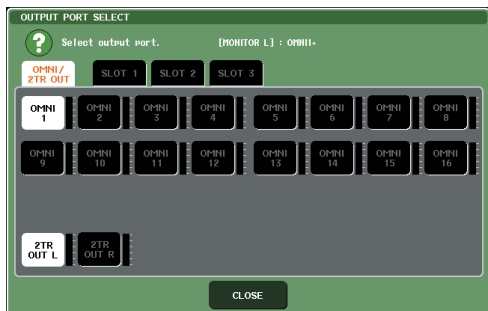 OUTPUT PORT SELECT
? Select output port. [MONITOR L] : OMNI1+
OMNI/ 2TR OUT SLOT 1 SLOT 2 SLOT 3
OMNI 1 OMNI 2 OMNI 3 OMNI 4 OMNI 5 OMNI 6 OMNI 7 OMNI 8
OMNI 9 OMNI 10 OMNI 11 OMNI 12 OMNI 13 OMNI 14 OMNI 15 OMNI 16
2TR OUT L 2TR OUT R
CLOSE